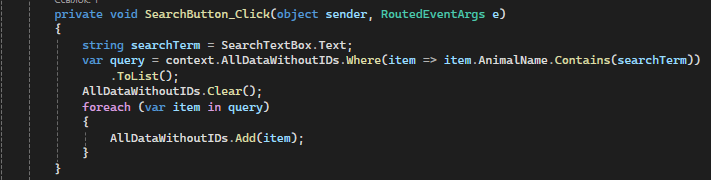 private void SearchButton_Click(object sender, RoutedEventArgs e)
{
string searchTerm = SearchTextBox.Text;
var query = context.AllDataWithoutIDs.Where(item => item.AnimalName.Contains(searchTerm))
.ToList();
AllDataWithoutIDs.Clear();
foreach (var item in query)
{
AllDataWithoutIDs.Add(item);
}
}